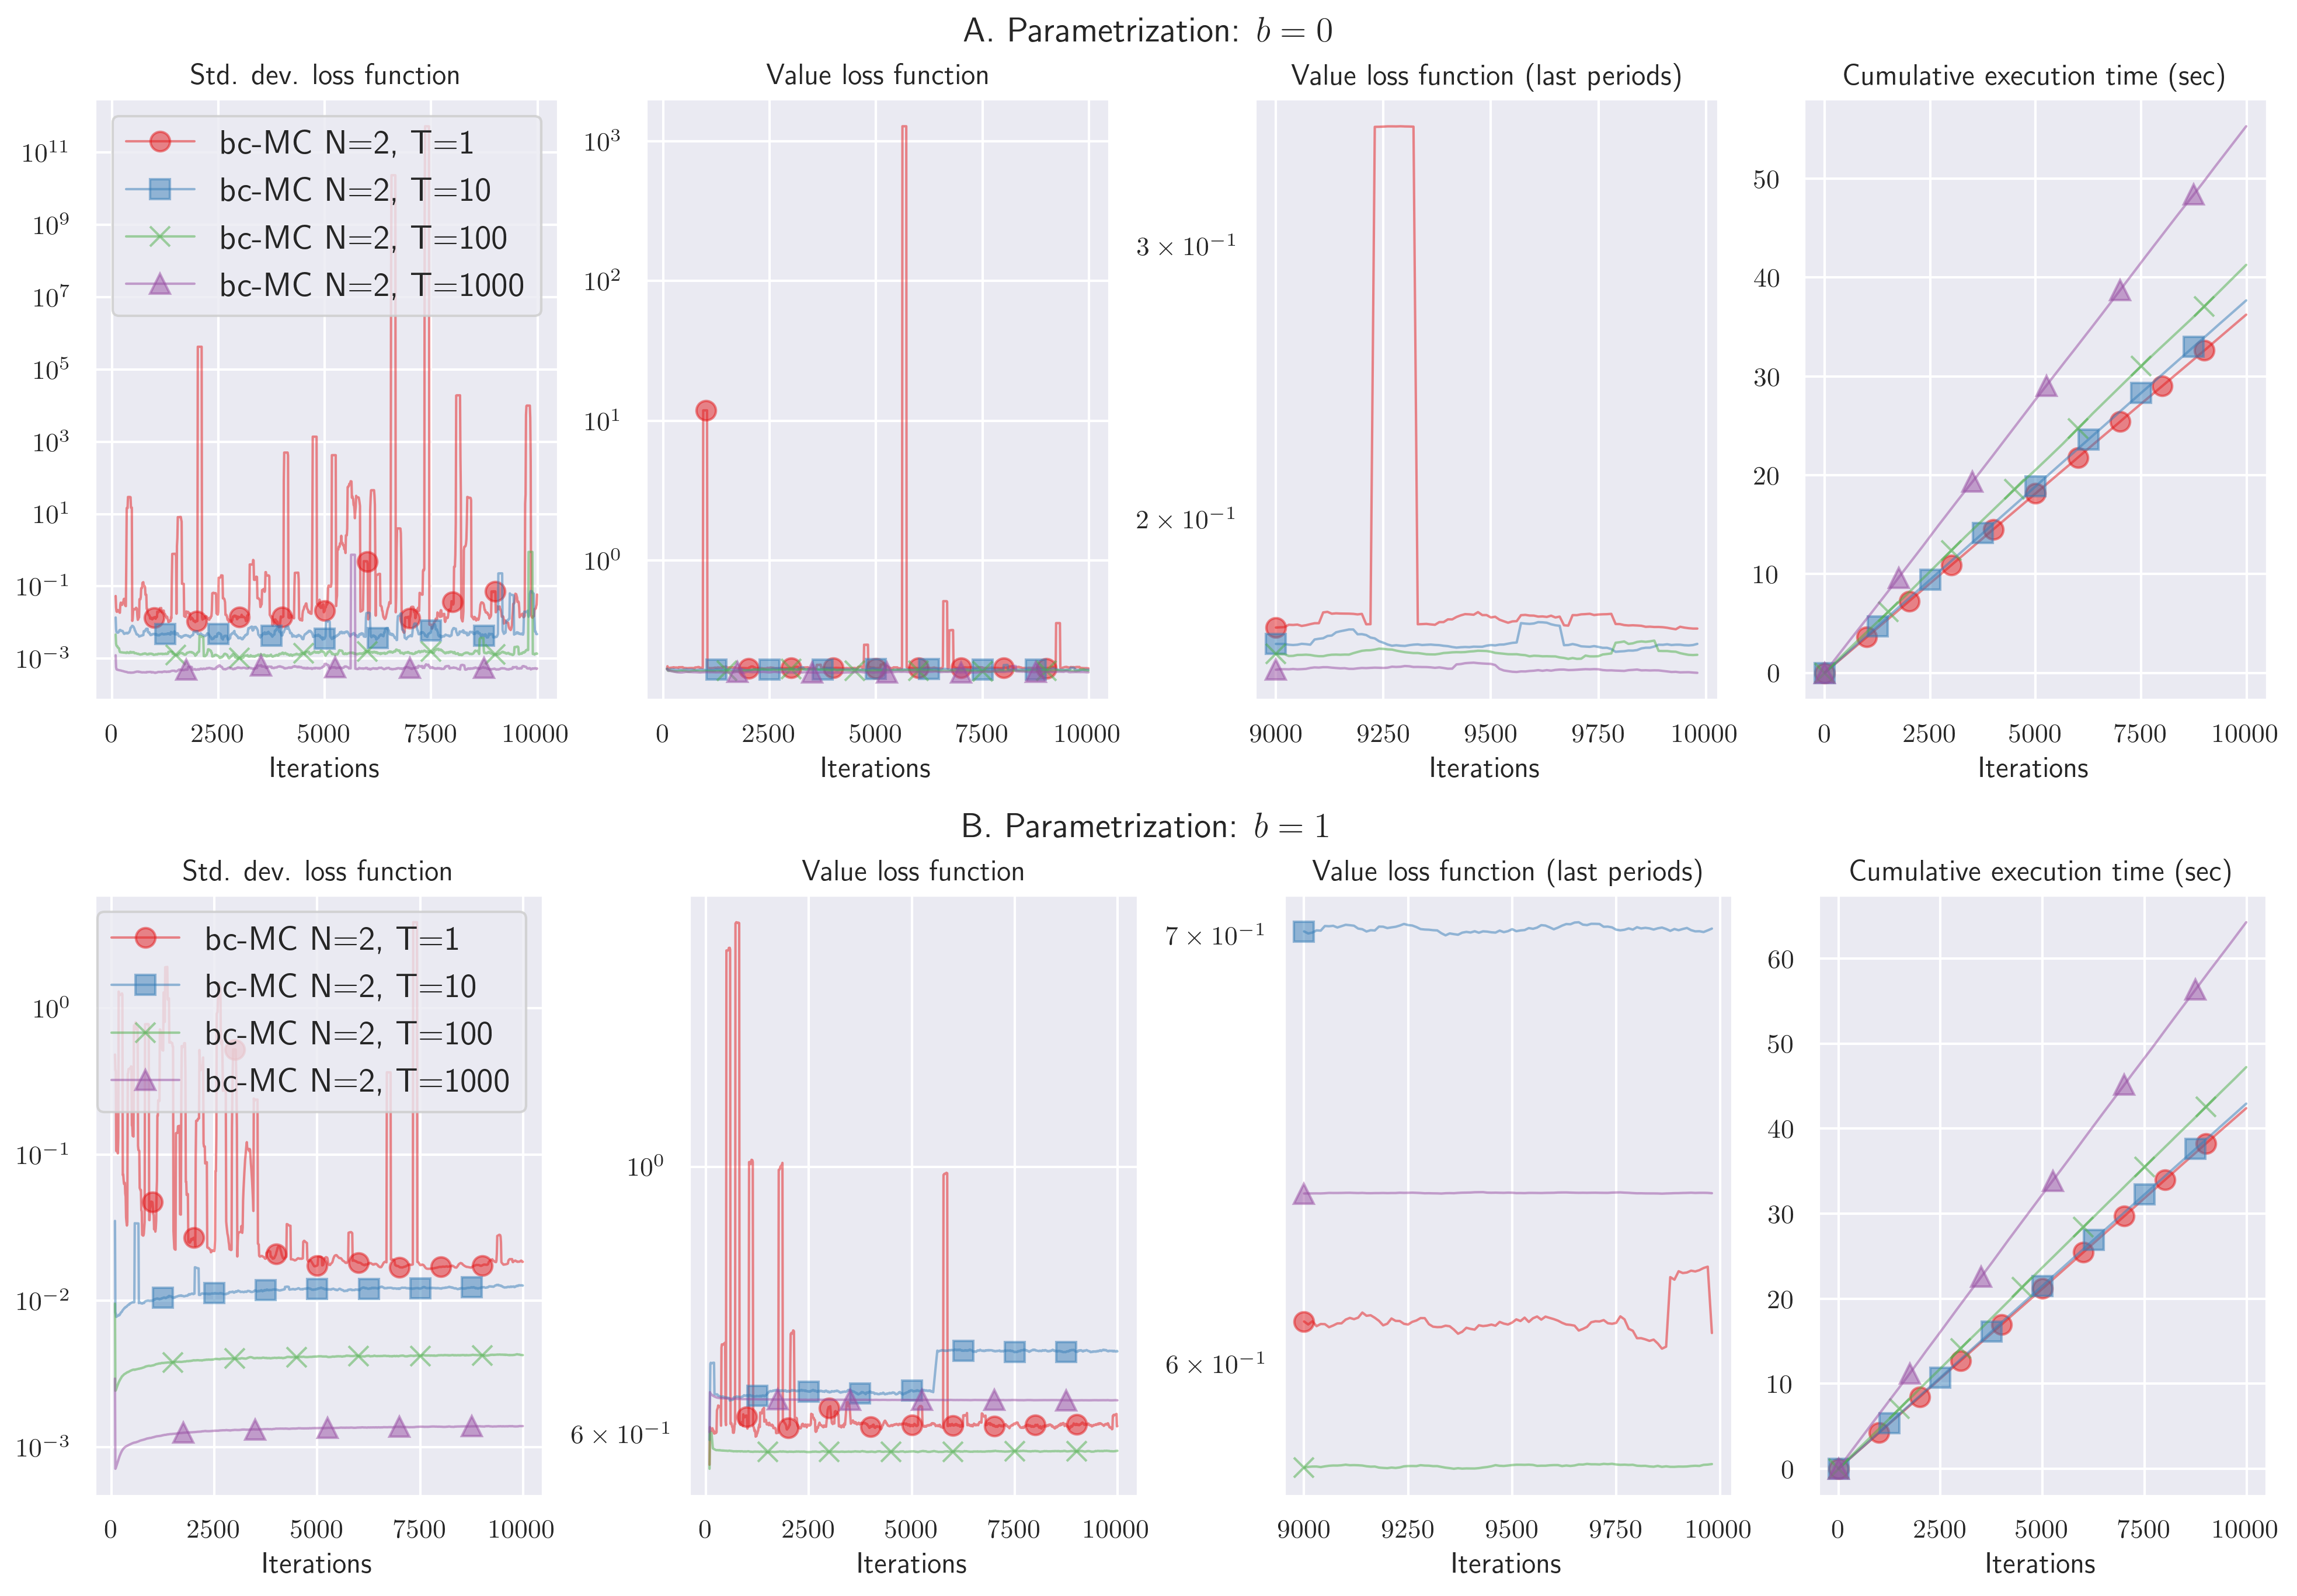 A. Parametrization: b = 0
Std. dev. loss function
10^11
10^9
10^7
10^5
10^3
10^1
10^−1
10^−3
bc-MC N=2, T=1
bc-MC N=2, T=10
bc-MC N=2, T=100
bc-MC N=2, T=1000
0 2500 5000 7500 10000
Iterations
Value loss function
10^3
10^2
10^1
10^0
0 2500 5000 7500 10000
Iterations
Value loss function (last periods)
3 × 10^−1
2 × 10^−1
9000 9250 9500 9750 10000
Iterations
Cumulative execution time (sec)
50
40
30
20
10
0
0 2500 5000 7500 10000
Iterations
B. Parametrization: b = 1
Std. dev. loss function
10^0
10^−1
10^−2
10^−3
bc-MC N=2, T=1
bc-MC N=2, T=10
bc-MC N=2, T=100
bc-MC N=2, T=1000
0 2500 5000 7500 10000
Iterations
Value loss function
10^0
6 × 10^−1
0 2500 5000 7500 10000
Iterations
Value loss function (last periods)
7 × 10^−1
6 × 10^−1
9000 9250 9500 9750 10000
Iterations
Cumulative execution time (sec)
60
50
40
30
20
10
0
0 2500 5000 7500 10000
Iterations